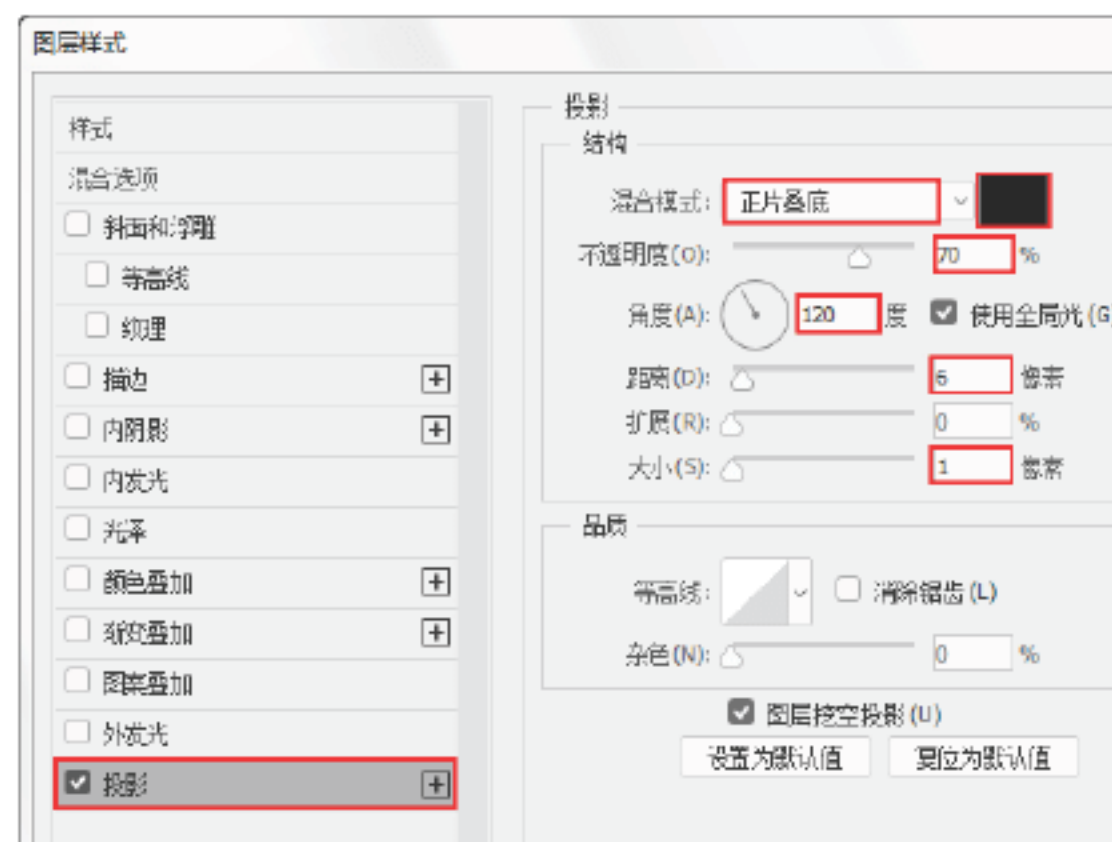 图层样式
样式
混合选项
斜面和浮雕
等高线
纹理
描边
内阴影
内发光
光泽
颜色叠加
渐变叠加
图案叠加
外发光
投影
投影
结构
混合模式: 正片叠底
不透明度(O): 70 %
角度(A): 120 度 使用全局光(G
距离(D): 6 像素
扩展(R): 0 %
大小(S): 1 像素
品质
等高线: 消除锯齿(L)
杂色(N): 0 %
图层挖空投影(U)
设置为默认值 复位为默认值